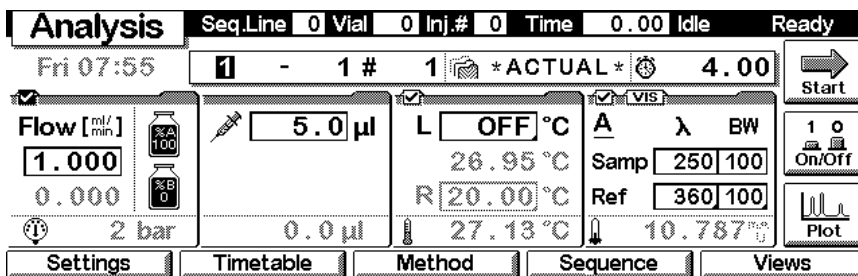 Analysis Seq.Line 0 Vial 0 Inj.# 0 Time 0.00 Idle Ready
Fri 07:55 1 - 1 # 1 *ACTUAL* 4.00 Start
VIS
Flow [ml/min] %A 100 5.0 µl L OFF °C A λ BW 1 0
1.000 26.95 °C Samp 250 100 On/Off
0.000 %B 0 R 20.00 °C Ref 360 100
2 bar 0.0 µl 27.13 °C 10.787 Plot
Settings Timetable Method Sequence Views